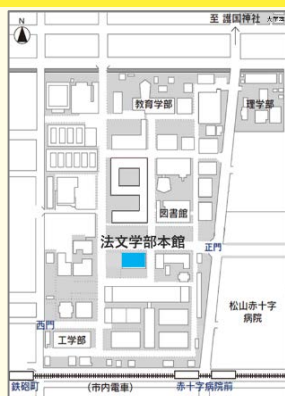 N
至 護国神社
教育学部
理学部
図書館
法文学部本館
正門
松山赤十字
病院
西門
工学部
鉄砲町
(市内電車)
赤十字病院前